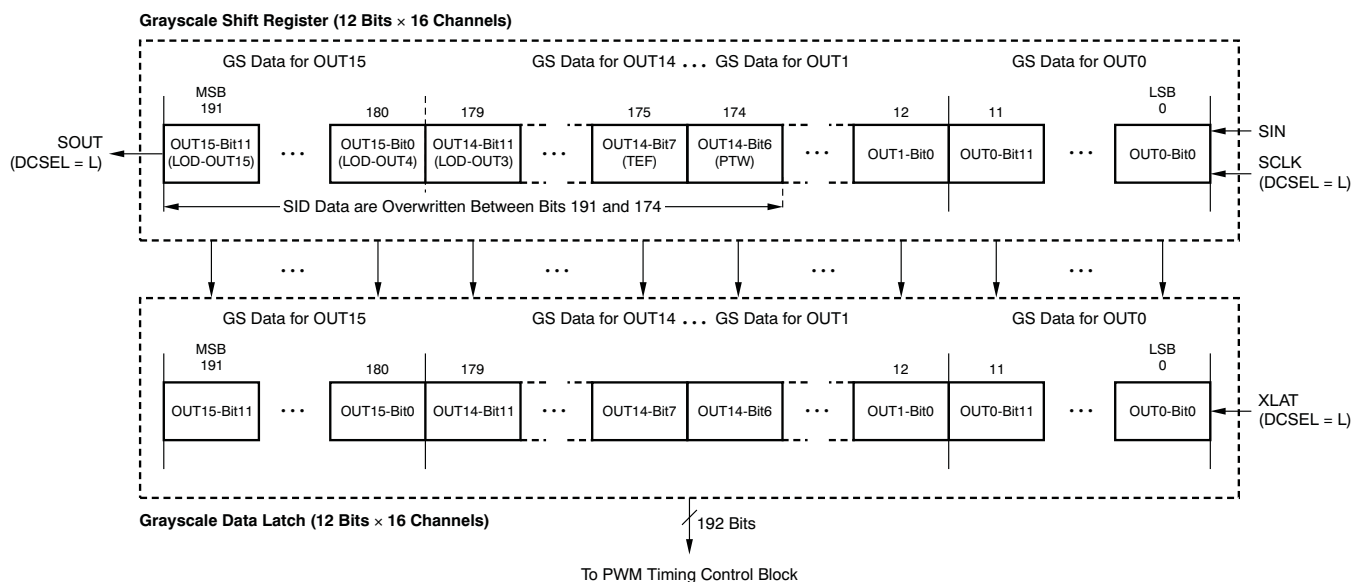 Grayscale Shift Register (12 Bits × 16 Channels)
GS Data for OUT15
GS Data for OUT14 ... GS Data for OUT1
GS Data for OUT0
MSB
191
180
179
175
174
12
11
LSB
0
SOUT
(DCSEL = L)
OUT15-Bit11
(LOD-OUT15)
...
OUT15-Bit0
(LOD-OUT4)
OUT14-Bit11
(LOD-OUT3)
...
OUT14-Bit7
(TEF)
OUT14-Bit6
(PTW)
...
OUT1-Bit0
OUT0-Bit11
...
OUT0-Bit0
SIN
SCLK
(DCSEL = L)
SID Data are Overwritten Between Bits 191 and 174
... ... ... ...
GS Data for OUT15
GS Data for OUT14 ... GS Data for OUT1
GS Data for OUT0
MSB
191
180
179
12
11
LSB
0
OUT15-Bit11
...
OUT15-Bit0
OUT14-Bit11
...
OUT14-Bit7
OUT14-Bit6
...
OUT1-Bit0
OUT0-Bit11
...
OUT0-Bit0
XLAT
(DCSEL = L)
Grayscale Data Latch (12 Bits × 16 Channels)
192 Bits
To PWM Timing Control Block